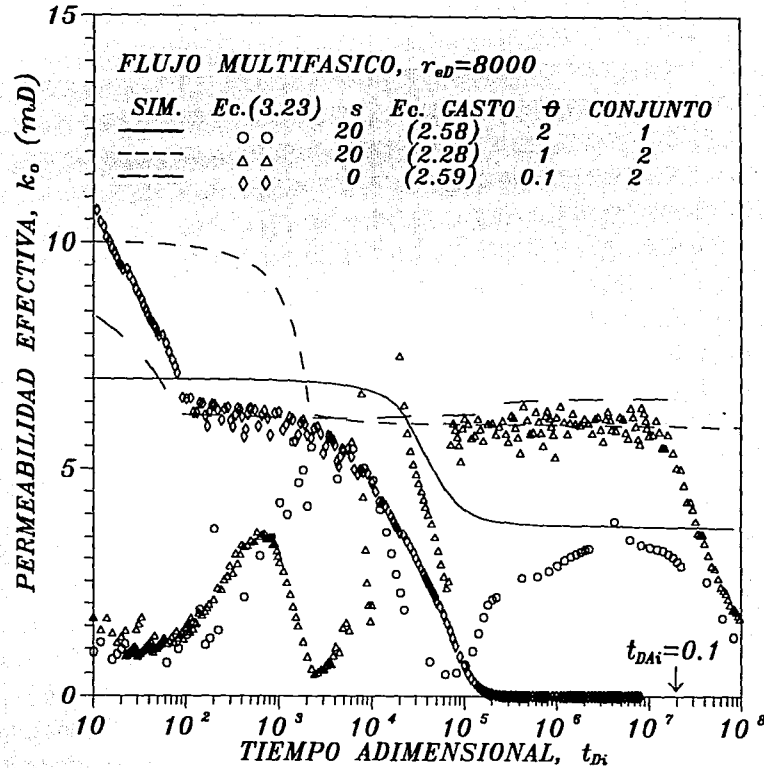 15
FLUJO MULTIFASICO, r_eD=8000
SIM. Ec.(3.23) s Ec. GASTO θ CONJUNTO
20 (2.58) 2 1
20 (2.28) 1 2
0 (2.59) 0.1 2
10
5
0
PERMEABILIDAD EFECTIVA, k_o (mD)
t_DAi=0.1
10 10^2 10^3 10^4 10^5 10^6 10^7 10^8
TIEMPO ADIMENSIONAL, t_Di